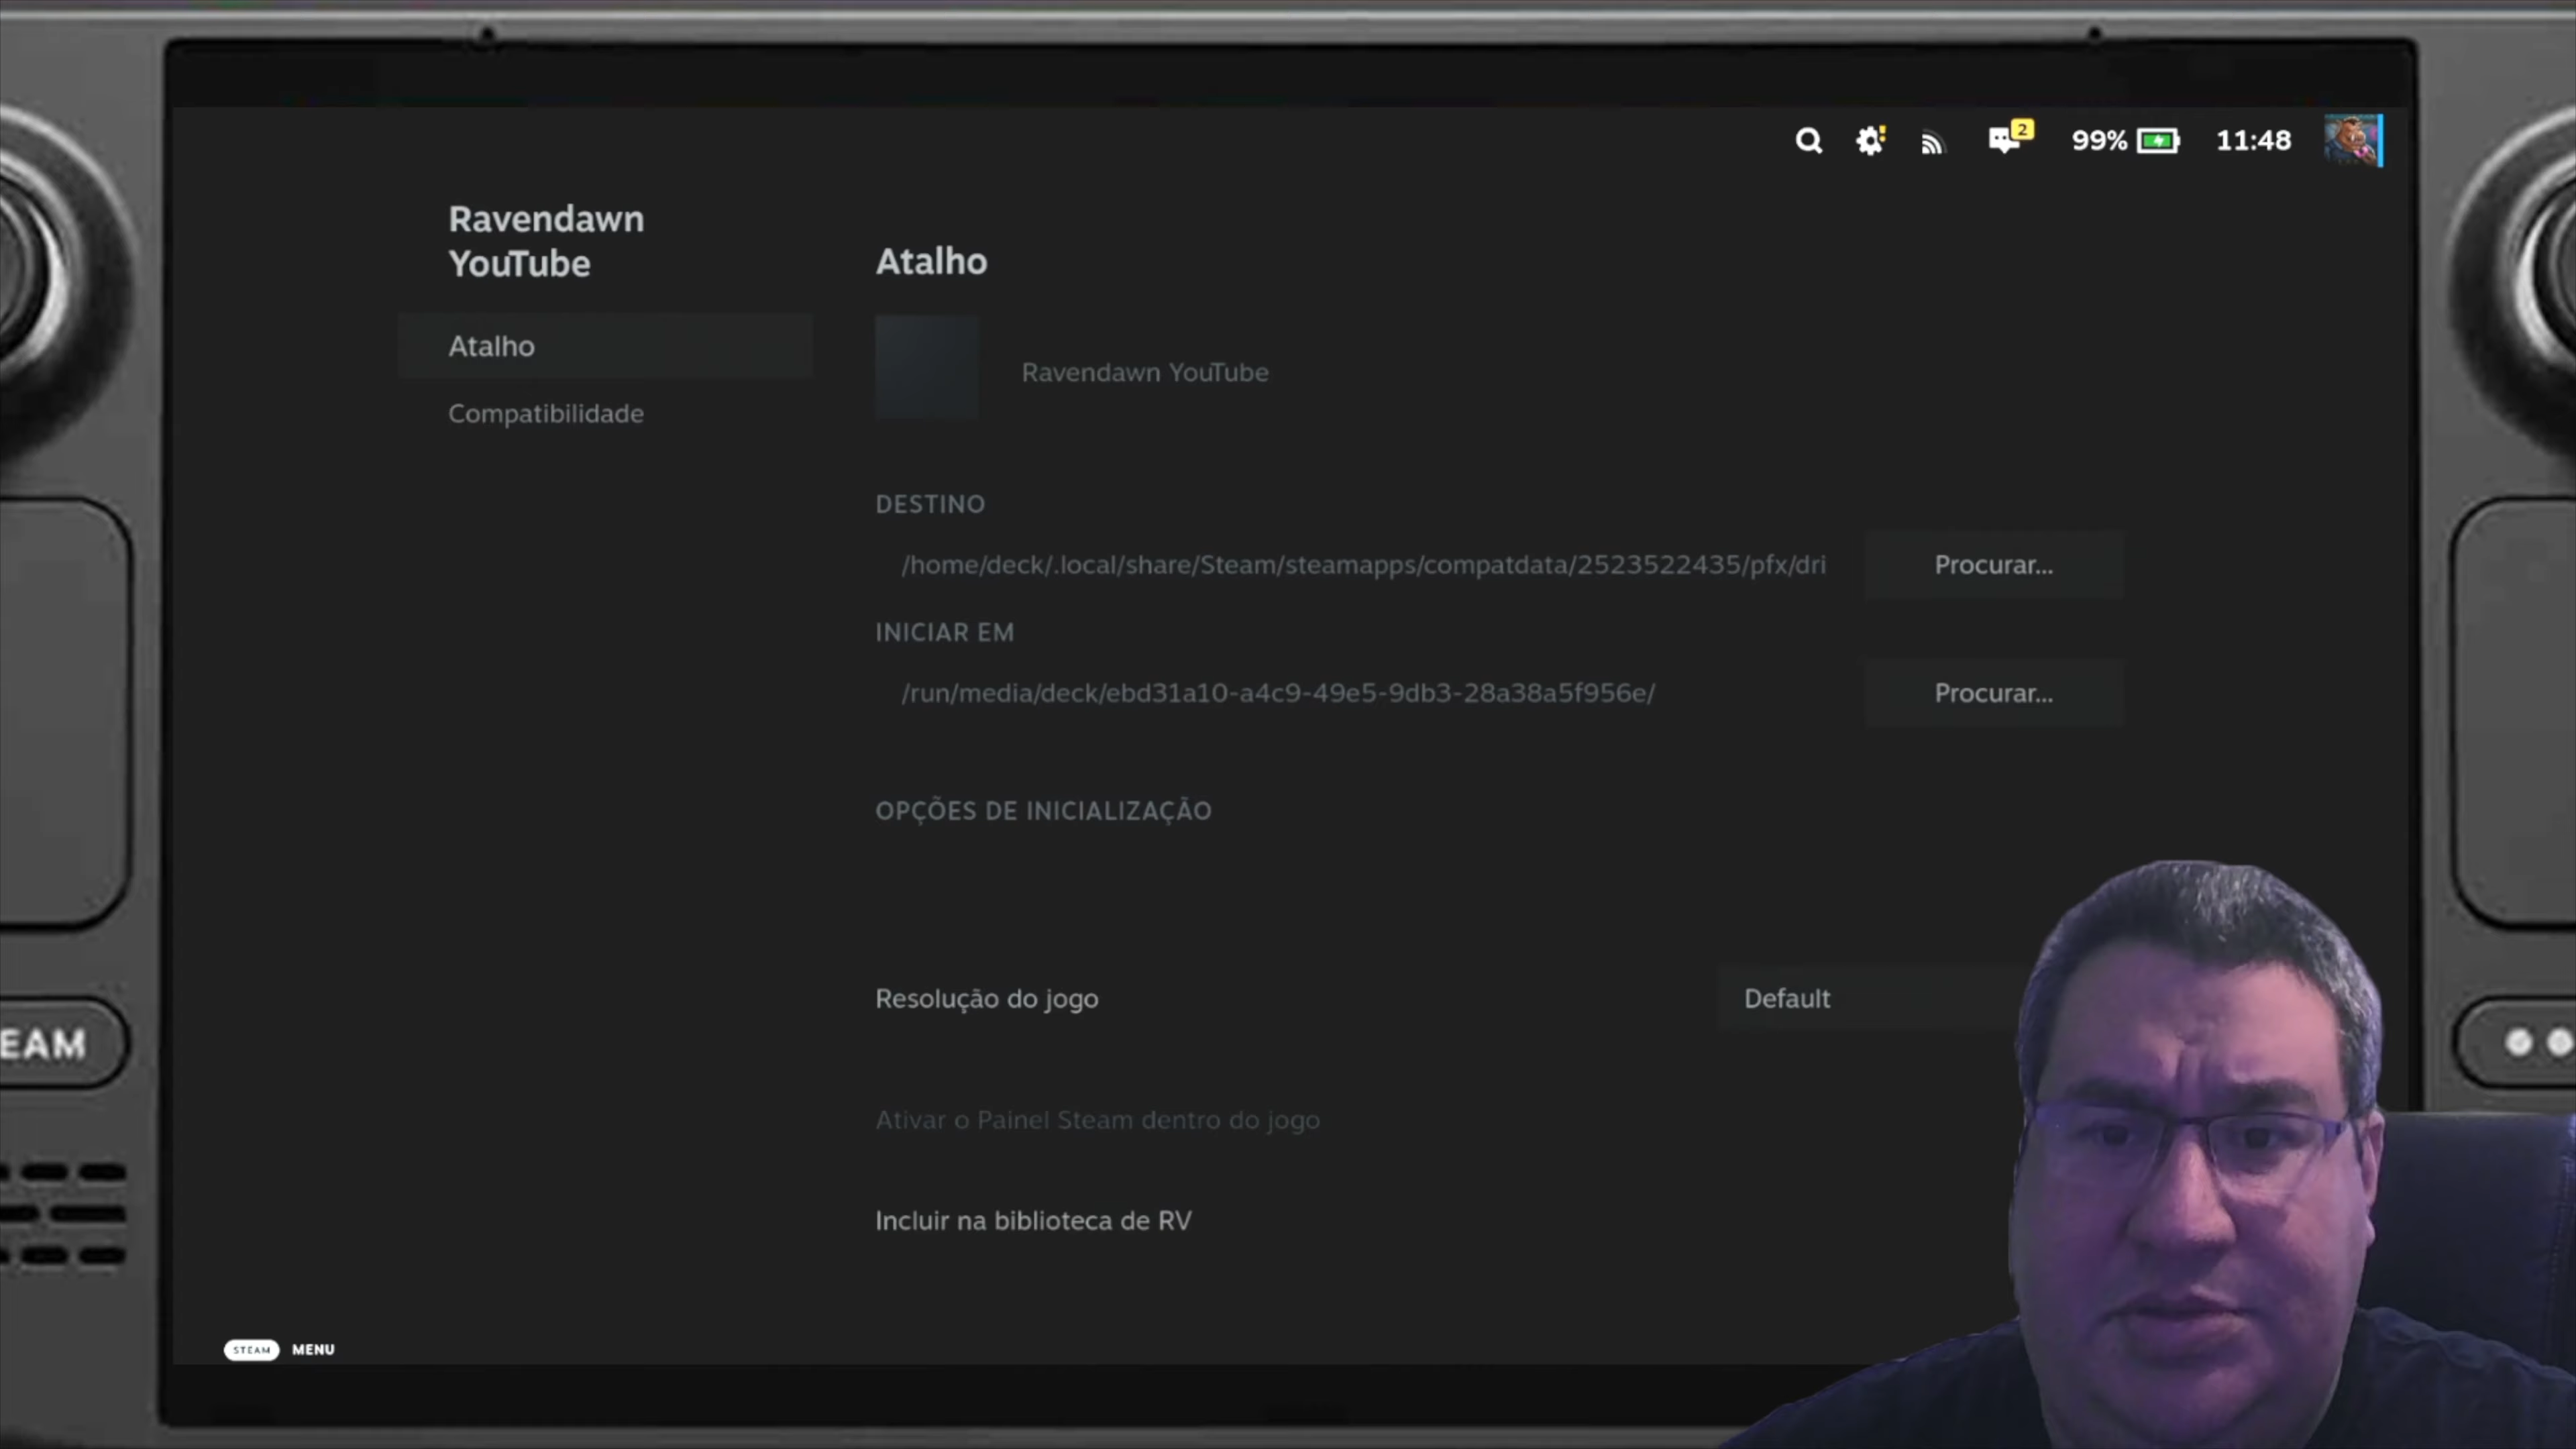 2
99%
11:48
Ravendawn
YouTube
Atalho
Compatibilidade
Atalho
Ravendawn YouTube
DESTINO
/home/deck/.local/share/Steam/steamapps/compatdata/2523522435/pfx/dri
Procurar...
INICIAR EM
/run/media/deck/ebd31a10-a4c9-49e5-9db3-28a38a5f956e/
Procurar...
OPÇÕES DE INICIALIZAÇÃO
Resolução do jogo
Default
Ativar o Painel Steam dentro do jogo
Incluir na biblioteca de RV
EAM
STEAM MENU